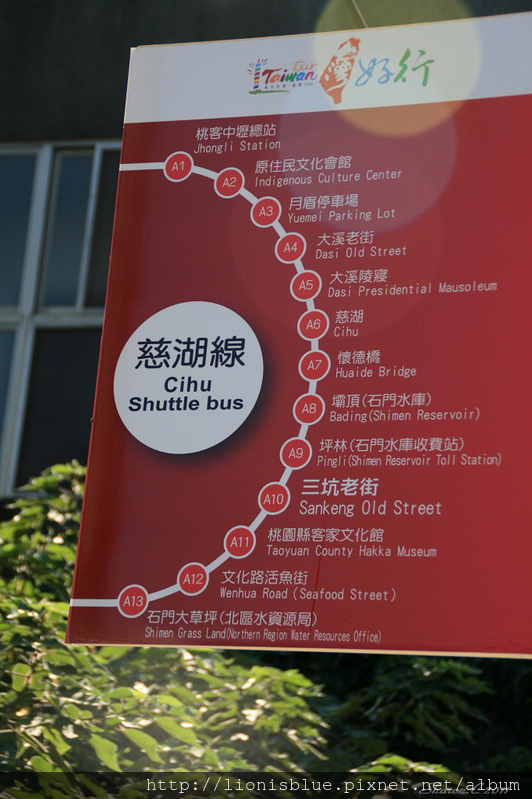 Tour
Taiwan
好行
桃客中壢總站
A1
Jhongli Station
原住民文化會館
A2
Indigenous Culture Center
月眉停車場
A3
Yuemei Parking Lot
大溪老街
A4
Dasi Old Street
大溪陵寢
A5
Dasi Presidential Mausoleum
慈湖
A6
Cihu
慈湖線
Cihu
Shuttle bus
懷德橋
A7
Huaide Bridge
壩頂(石門水庫)
A8
Bading(Shimen Reservoir)
坪林(石門水庫收費站)
A9
Pingli(Shimen Reservoir Toll Station)
三坑老街
A10
Sankeng Old Street
桃園縣客家文化館
A11
Taoyuan County Hakka Museum
文化路活魚街
A12
Wenhua Road(Seafood Street)
A13
石門大草坪(北區水資源局)
Shimen Grass Land(Northern Region Water Resources Office)
http://lionisblue.pixnet.net/album